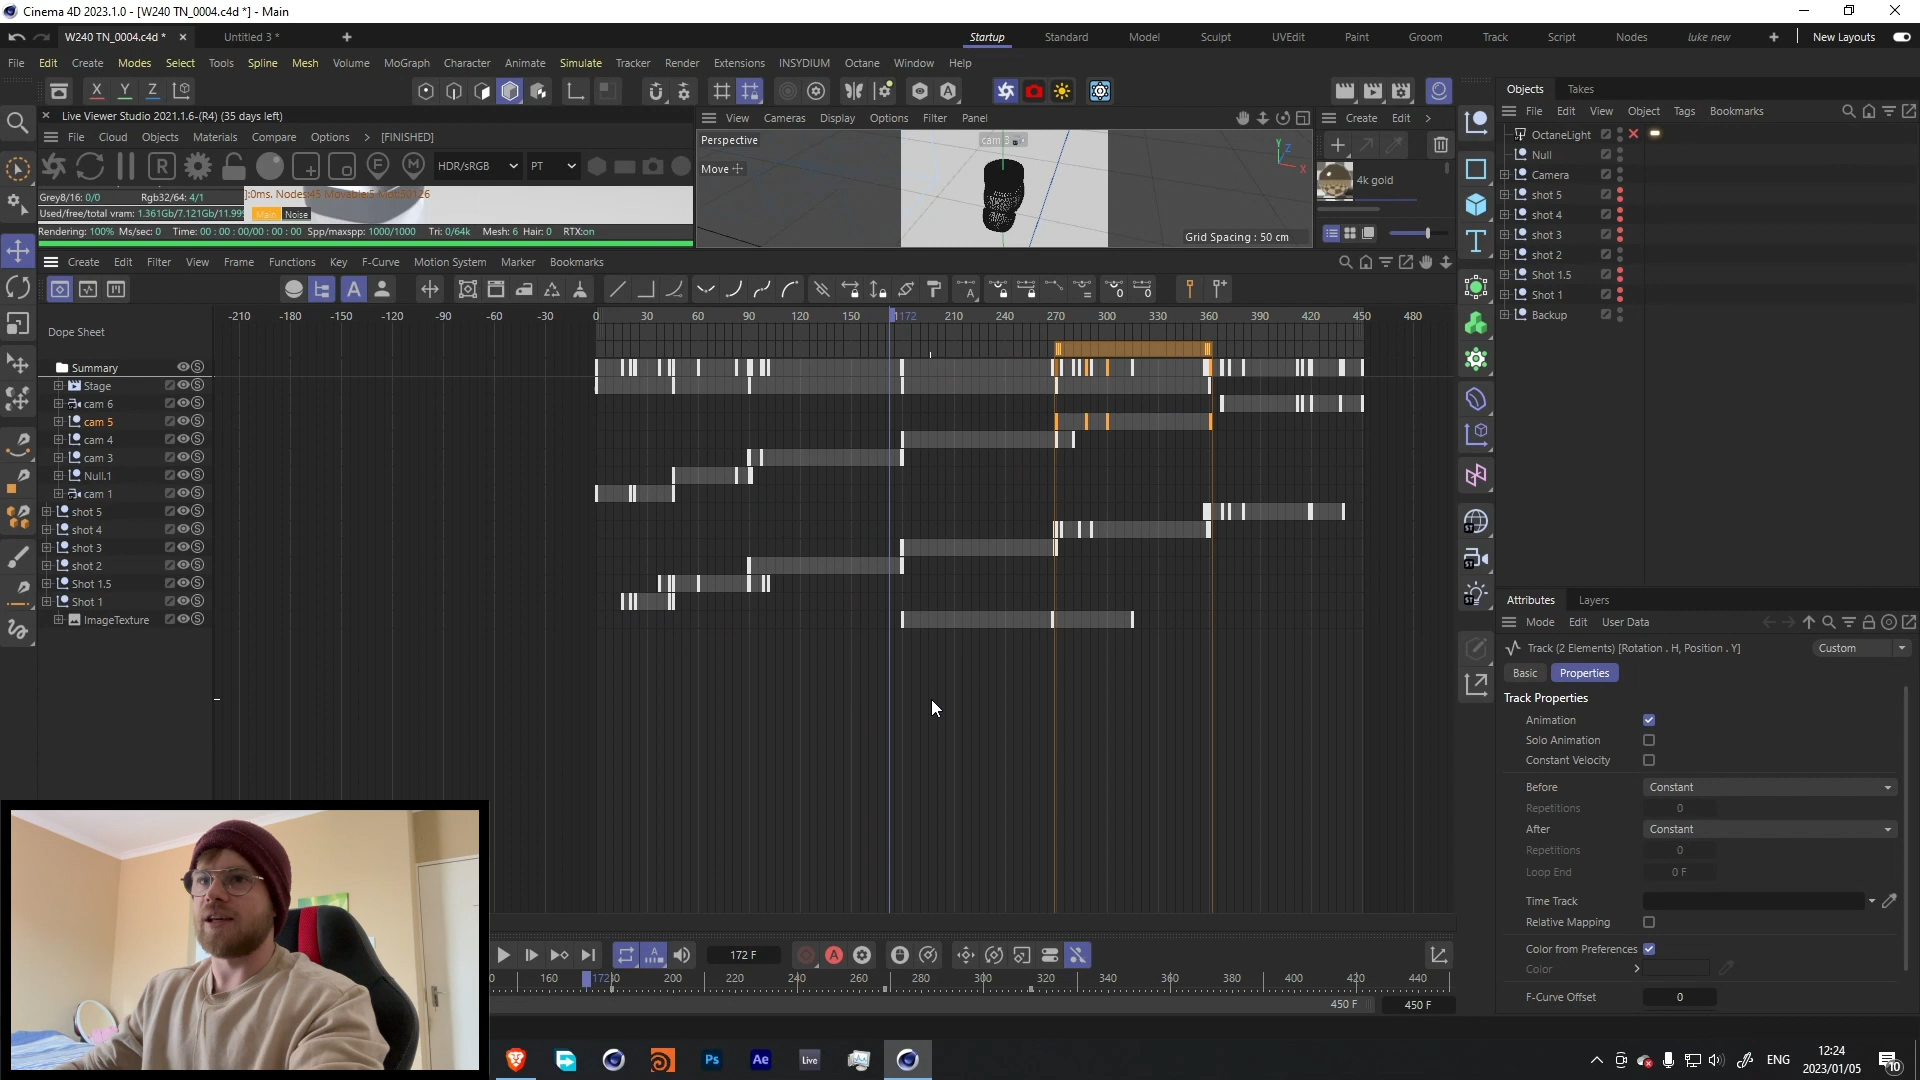 Cinema 4D 2023.1.0 - [W240 TN_0004.c4d *] - Main
W240 TN_0004.c4d * × Untitled 3 * + Startup Standard Model Sculpt UVEdit Paint Groom Track Script Nodes luke new + New Layouts
File Edit Create Modes Select Tools Spline Mesh Volume MoGraph Character Animate Simulate Tracker Render Extensions INSYDIUM Octane Window Help
X Y Z
Live Viewer Studio 2021.1.6-(R4) (35 days left)
File Cloud Objects Materials Compare Options > [FINISHED]
HDR/sRGB PT
Grey8/16: 0/0 Rgb32/64: 4/1
Used/free/total vram: 1.361Gb/7.121Gb/11.99
Main Noise
Rendering: 100% Ms/sec: 0 Time: 00 : 00 : 00/00 : 00 : 00 Spp/maxspp: 1000/1000 Tri: 0/64k Mesh: 6 Hair: 0 RTX:on
View Cameras Display Options Filter Panel
Perspective
Move
Grid Spacing : 50 cm
Create Edit >
4k gold
Objects Takes
File Edit View Object Tags Bookmarks
OctaneLight
Null
Camera
shot 5
shot 4
shot 3
shot 2
Shot 1.5
Shot 1
Backup
Create Edit Filter View Frame Functions Key F-Curve Motion System Marker Bookmarks
Dope Sheet
-210 -180 -150 -120 -90 -60 -30 0 30 60 90 120 150 172 210 240 270 300 330 360 390 420 450 480
Summary
Stage
cam 6
cam 5
cam 4
cam 3
Null.1
cam 1
shot 5
shot 4
shot 3
shot 2
Shot 1.5
Shot 1
ImageTexture
Attributes Layers
Mode Edit User Data
Track (2 Elements) [Rotation . H, Position . Y] Custom
Basic Properties
Track Properties
Animation
Solo Animation
Constant Velocity
Before Constant
Repetitions 0
After Constant
Repetitions 0
Loop End 0 F
Time Track
Relative Mapping
Color from Preferences
Color >
F-Curve Offset 0
172 F
160 172 200 220 240 260 280 300 320 340 360 380 400 420 440
450 F 450 F
Ps Ae Live
ENG
12:24
2023/01/05
10